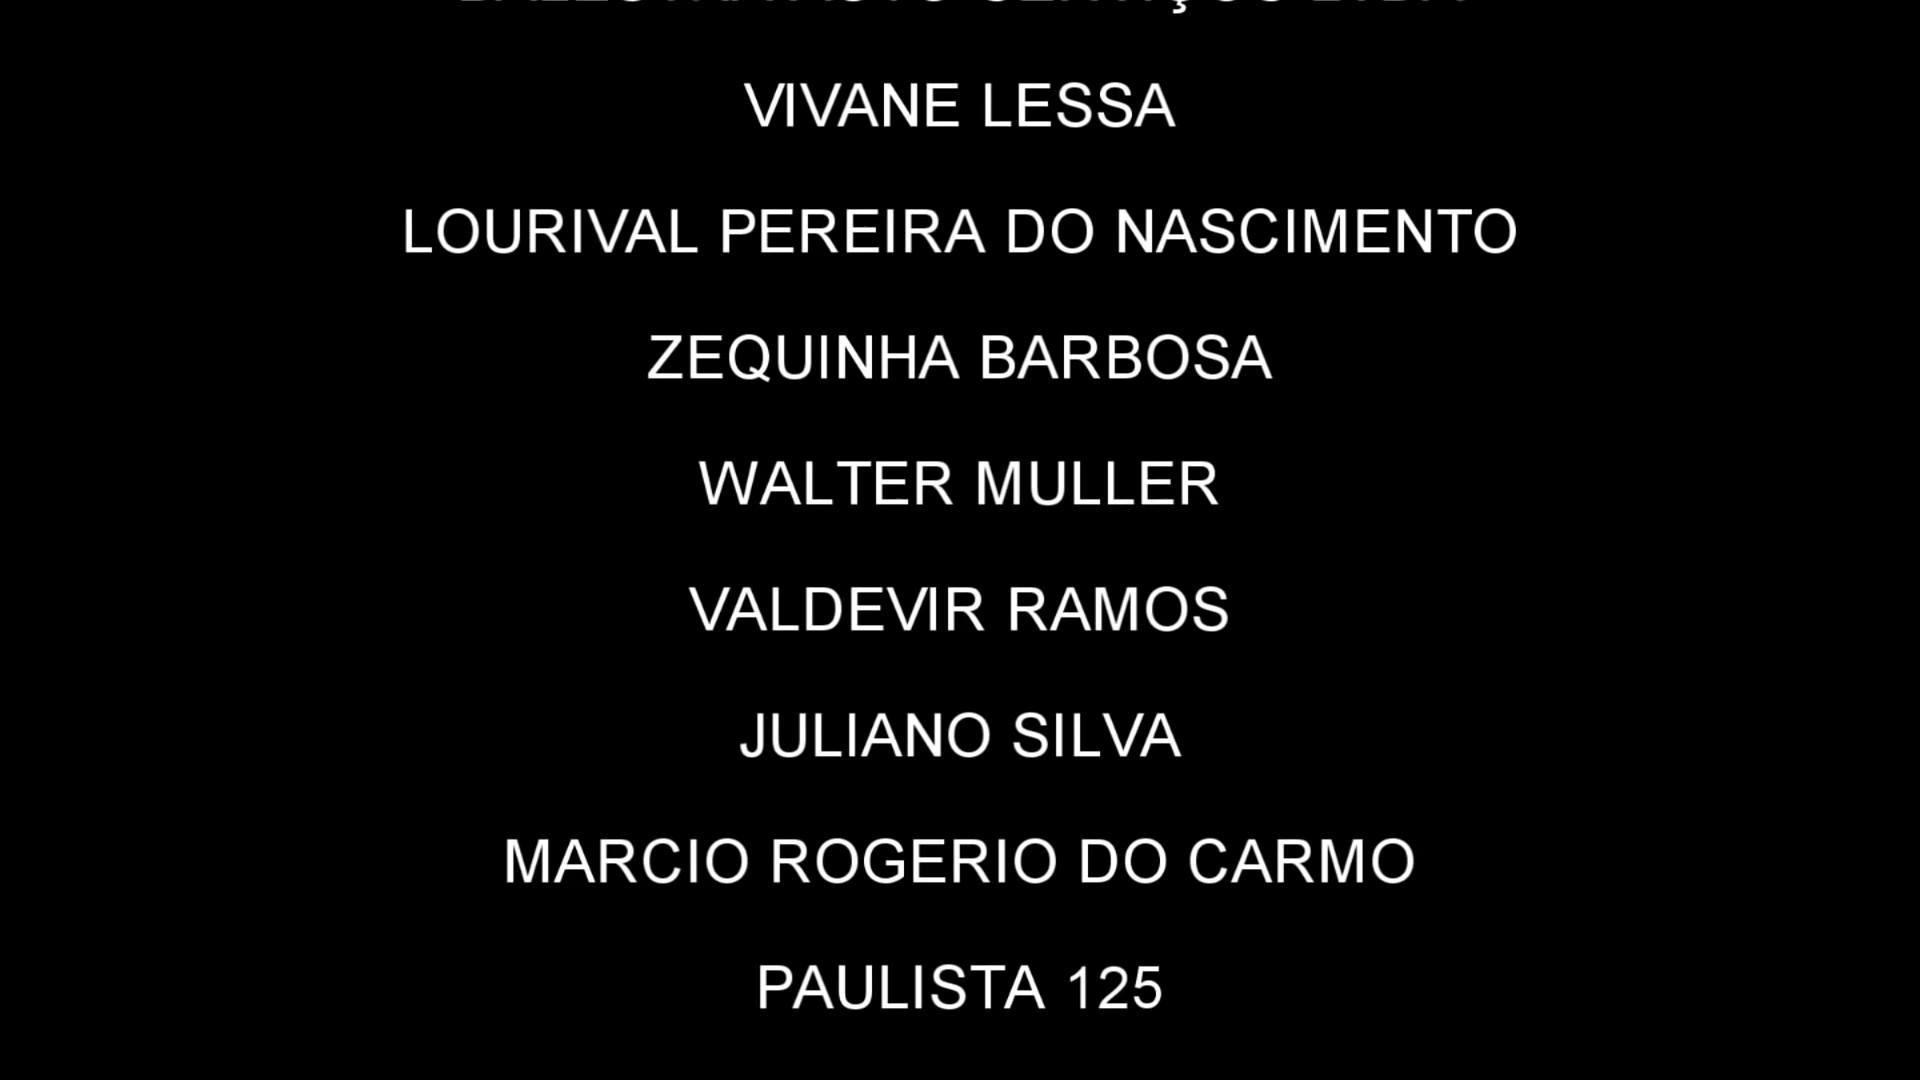 VIVANE LESSA
LOURIVAL PEREIRA DO NASCIMENTO
ZEQUINHA BARBOSA
WALTER MULLER
VALDEVIR RAMOS
JULIANO SILVA
MARCIO ROGERIO DO CARMO
PAULISTA 125